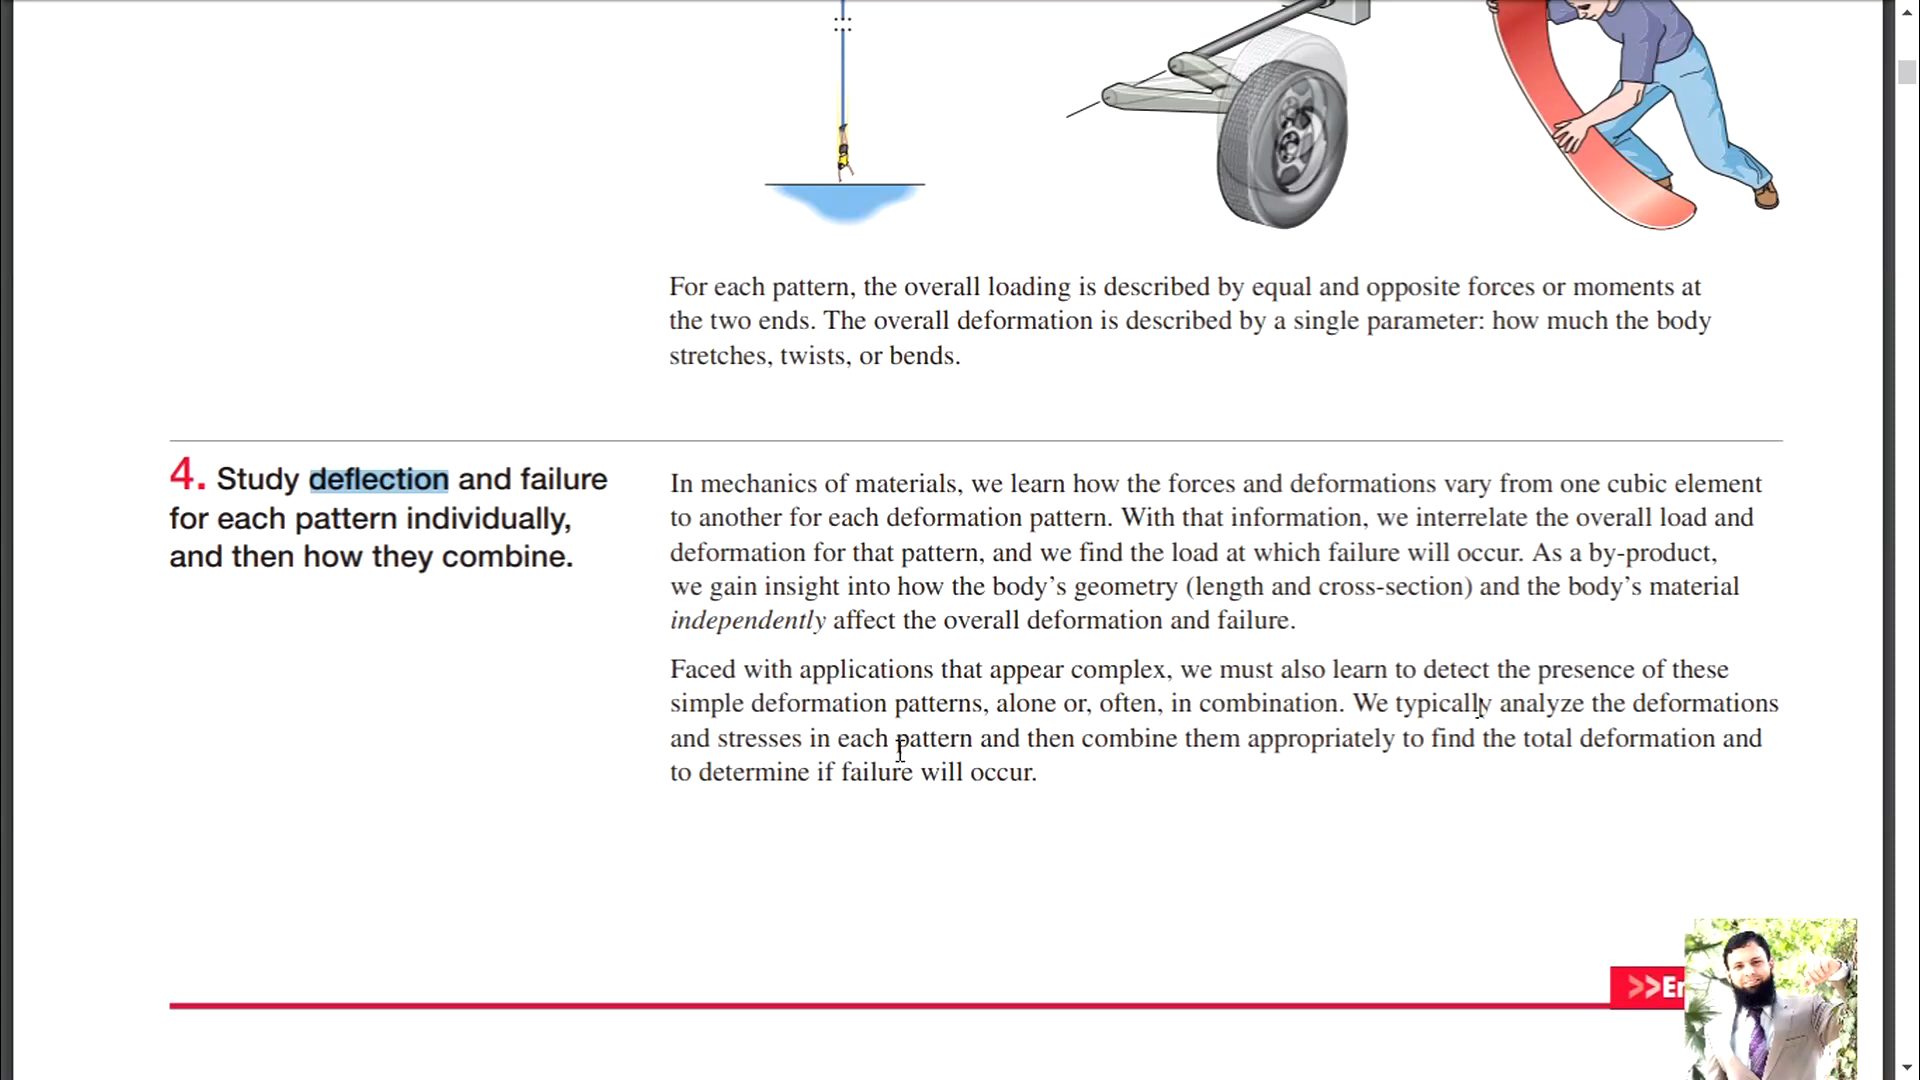 For each pattern, the overall loading is described by equal and opposite forces or moments at
the two ends. The overall deformation is described by a single parameter: how much the body
stretches, twists, or bends.
4. Study deflection and failure
for each pattern individually,
and then how they combine.
In mechanics of materials, we learn how the forces and deformations vary from one cubic element
to another for each deformation pattern. With that information, we interrelate the overall load and
deformation for that pattern, and we find the load at which failure will occur. As a by-product,
we gain insight into how the body’s geometry (length and cross-section) and the body’s material
independently affect the overall deformation and failure.
Faced with applications that appear complex, we must also learn to detect the presence of these
simple deformation patterns, alone or, often, in combination. We typically analyze the deformations
and stresses in each pattern and then combine them appropriately to find the total deformation and
to determine if failure will occur.
>>